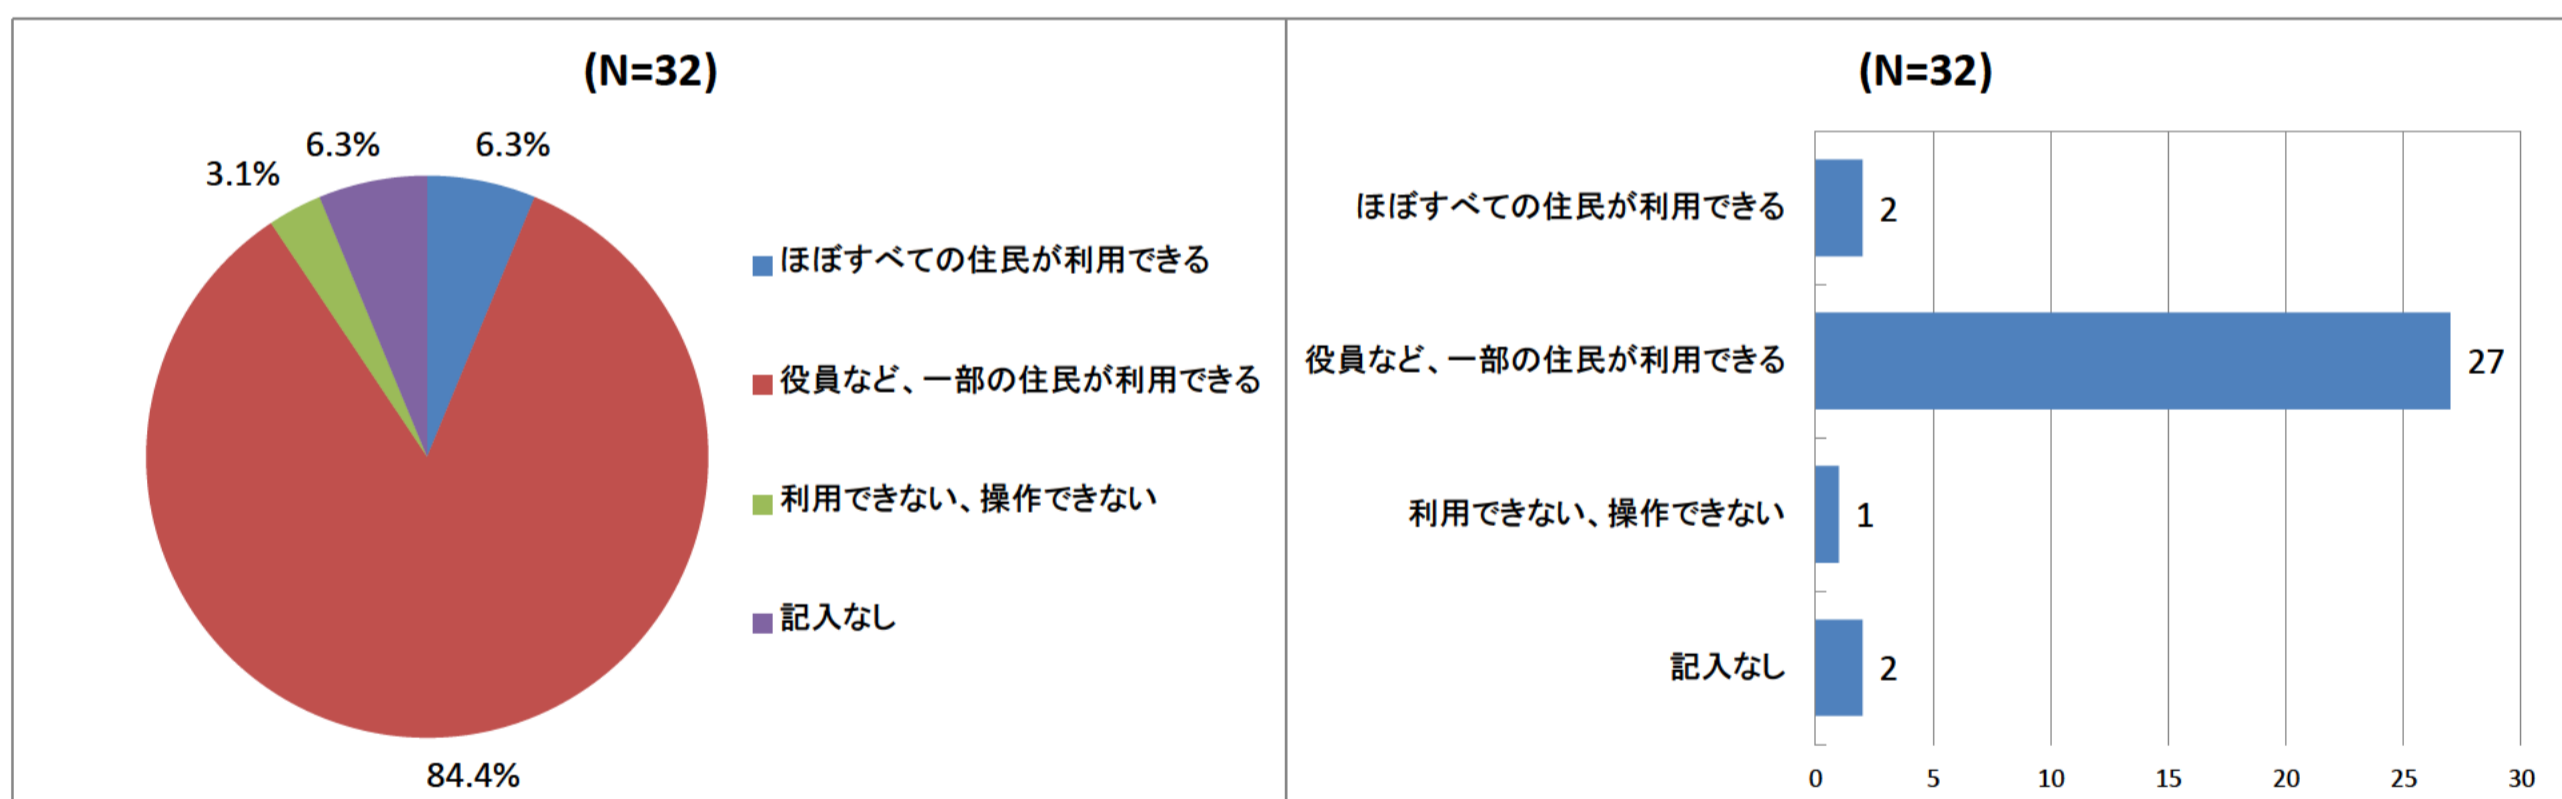 (N=32)
6.3%
6.3%
3.1%
84.4%
ほぼすべての住民が利用できる
役員など、一部の住民が利用できる
利用できない、操作できない
記入なし
(N=32)
ほぼすべての住民が利用できる
2
役員など、一部の住民が利用できる
27
利用できない、操作できない
1
記入なし
2
0 5 10 15 20 25 30